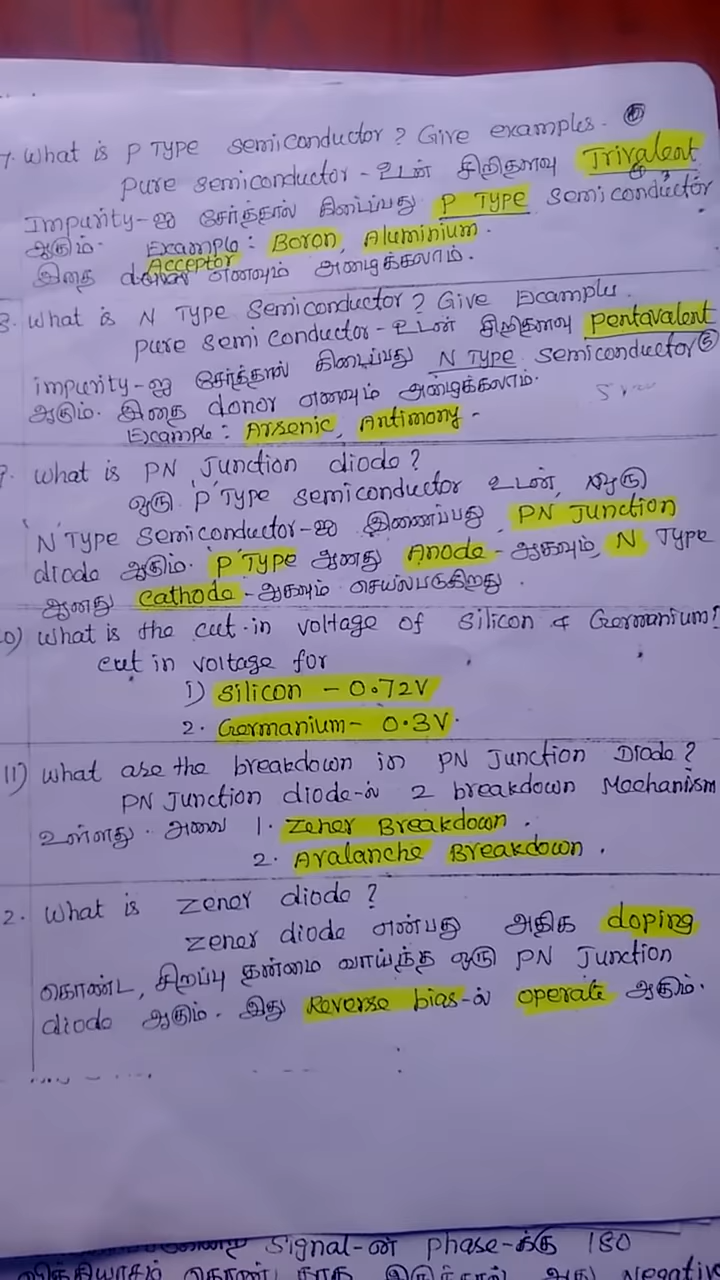 7. What is P Type Semiconductor? Give examples.
Pure Semiconductor-உடன் சிறிதளவு Trivalent
Impurity-ஐ சேர்த்தால் கிடைப்பது P Type Semiconductor
ஆகும். Example: Boron, Aluminium.
Acceptor
இதை எனவும் அழைக்கலாம்.
8. What is N Type Semiconductor? Give Example.
Pure Semi conductor-உடன் சிறிதளவு pentavalent
impurity-ஐ சேர்த்தால் கிடைப்பது N Type Semiconductor
ஆகும். இதை donor எனவும் அழைக்கலாம்.
Example: Arsenic, Antimony.
9. What is PN Junction diode?
ஒரு 'P' Type Semiconductor உடன், ஒரு
'N' Type Semiconductor-ஐ இணைப்பது PN Junction
diode ஆகும். 'P' Type ஆனது Anode-ஆகவும், N Type
ஆனது Cathode-ஆகவும் செயல்படுகிறது.
0) What is the cut-in voltage of Silicon & Germanium?
cut in voltage for
1) Silicon - 0.72V
2. Germanium- 0.3V.
11) What are the breakdown in PN Junction Diode?
PN Junction diode-ல் 2 breakdown Mechanism
உள்ளது. அவை 1. Zener Breakdown.
2. Avalanche Breakdown.
2. What is Zener diode?
Zener diode என்பது அதிக doping
கொண்ட, சிறப்பு தன்மை வாய்ந்த ஒரு PN Junction
diode ஆகும். இது Reverse bias-ல் operate ஆகும்.
Signal-ன் phase-க்கு 180
Negative